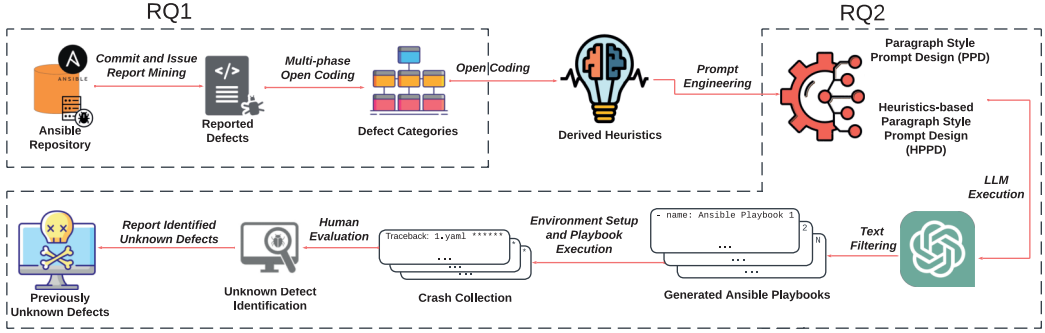 RQ1
RQ2
ANSIBLE
Ansible
Repository
Commit and Issue
Report Mining
</>
Reported
Defects
Multi-phase
Open Coding
Defect Categories
Open Coding
Derived Heuristics
Prompt
Engineering
Paragraph Style
Prompt Design (PPD)
Heuristics-based
Paragraph Style
Prompt Design
(HPPD)
LLM
Execution
Text
Filtering
- name: Ansible Playbook 1
...
2
...
N
...
Generated Ansible Playbooks
Environment Setup
and Playbook
Execution
Traceback: 1.yaml ******
...
*
...
*
...
Crash Collection
Human
Evaluation
Unknown Defect
Identification
Report Identified
Unknown Defects
Previously
Unknown Defects